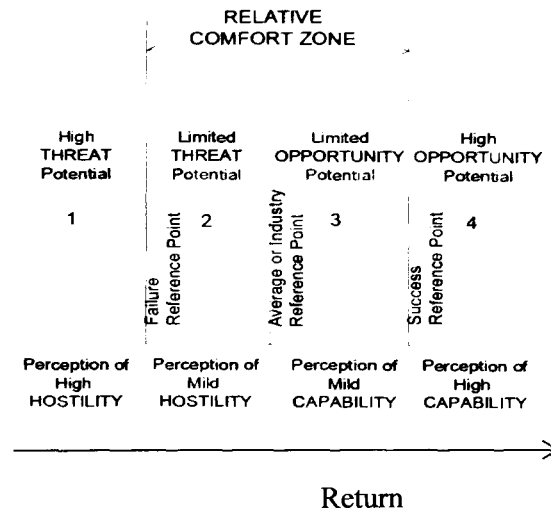 RELATIVE
COMFORT ZONE
High
THREAT
Potential
1
Limited
THREAT
Potential
2
Limited
OPPORTUNITY
Potential
3
High
OPPORTUNITY
Potential
4
Failure
Reference Point
Average or Industry
Reference Point
Success
Reference Point
Perception of
High
HOSTILITY
Perception of
Mild
HOSTILITY
Perception of
Mild
CAPABILITY
Perception of
High
CAPABILITY
Return